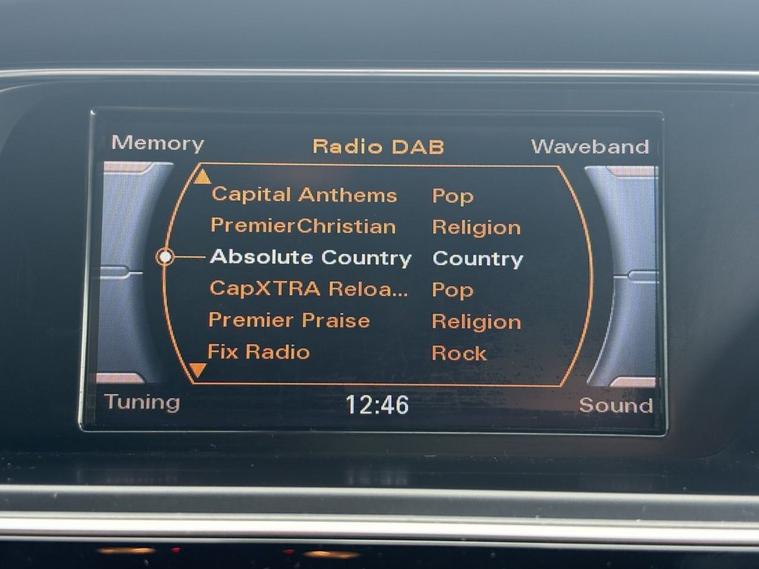 Memory Radio DAB Waveband
Capital Anthems Pop
PremierChristian Religion
Absolute Country Country
CapXTRA Reloa... Pop
Premier Praise Religion
Fix Radio Rock
Tuning 12:46 Sound